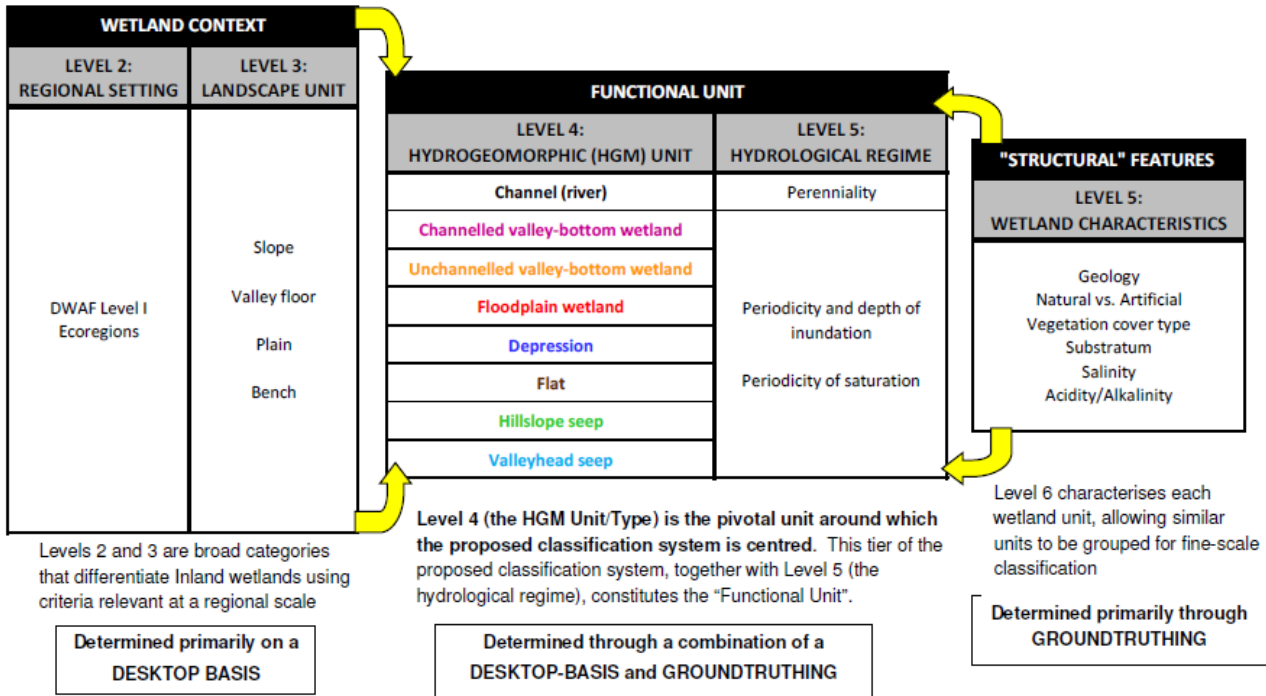 WETLAND CONTEXT
LEVEL 2:
REGIONAL SETTING
LEVEL 3:
LANDSCAPE UNIT
DWAF Level I
Ecoregions
Slope
Valley floor
Plain
Bench
Levels 2 and 3 are broad categories
that differentiate Inland wetlands using
criteria relevant at a regional scale
Determined primarily on a
DESKTOP BASIS
FUNCTIONAL UNIT
LEVEL 4:
HYDROGEOMORPHIC (HGM) UNIT
LEVEL 5:
HYDROLOGICAL REGIME
Channel (river)
Perenniality
Channelled valley-bottom wetland
Unchannelled valley-bottom wetland
Floodplain wetland
Depression
Flat
Hillslope seep
Valleyhead seep
Periodicity and depth of
inundation
Periodicity of saturation
Level 4 (the HGM Unit/Type) is the pivotal unit around which
the proposed classification system is centred. This tier of the
proposed classification system, together with Level 5 (the
hydrological regime), constitutes the “Functional Unit”.
Determined through a combination of a
DESKTOP-BASIS and GROUNDTRUTHING
"STRUCTURAL" FEATURES
LEVEL 5:
WETLAND CHARACTERISTICS
Geology
Natural vs. Artificial
Vegetation cover type
Substratum
Salinity
Acidity/Alkalinity
Level 6 characterises each
wetland unit, allowing similar
units to be grouped for fine-scale
classification
Determined primarily through
GROUNDTRUTHING